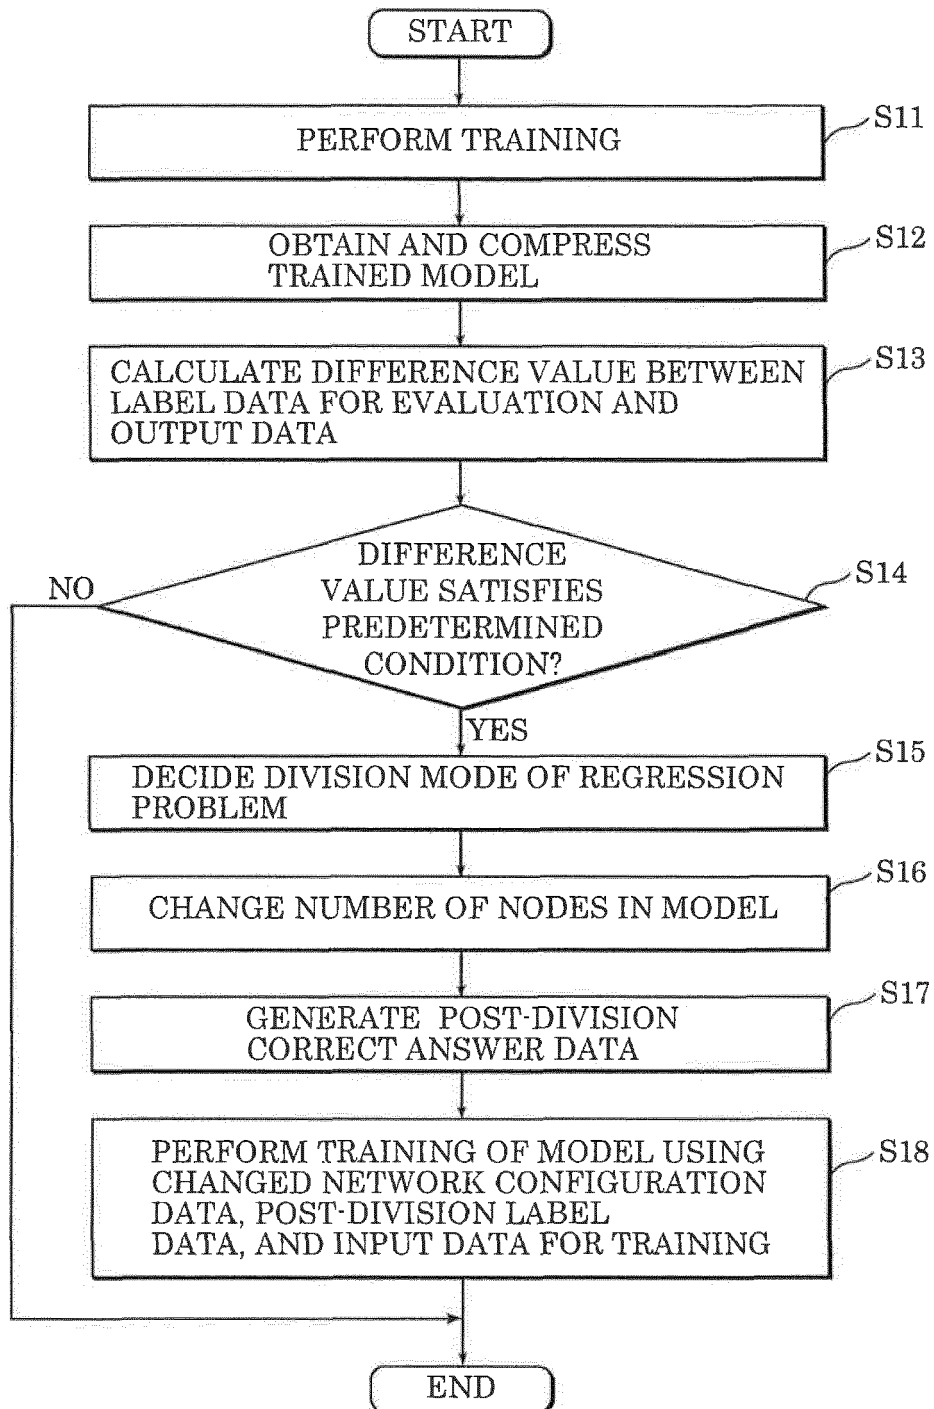 START
PERFORM TRAINING
S11
OBTAIN AND COMPRESS
TRAINED MODEL
S12
CALCULATE DIFFERENCE VALUE BETWEEN
LABEL DATA FOR EVALUATION AND
OUTPUT DATA
S13
DIFFERENCE
VALUE SATISFIES
PREDETERMINED
CONDITION?
S14
NO
YES
DECIDE DIVISION MODE OF REGRESSION
PROBLEM
S15
CHANGE NUMBER OF NODES IN MODEL
S16
GENERATE POST-DIVISION
CORRECT ANSWER DATA
S17
PERFORM TRAINING OF MODEL USING
CHANGED NETWORK CONFIGURATION
DATA, POST-DIVISION LABEL
DATA, AND INPUT DATA FOR TRAINING
S18
END